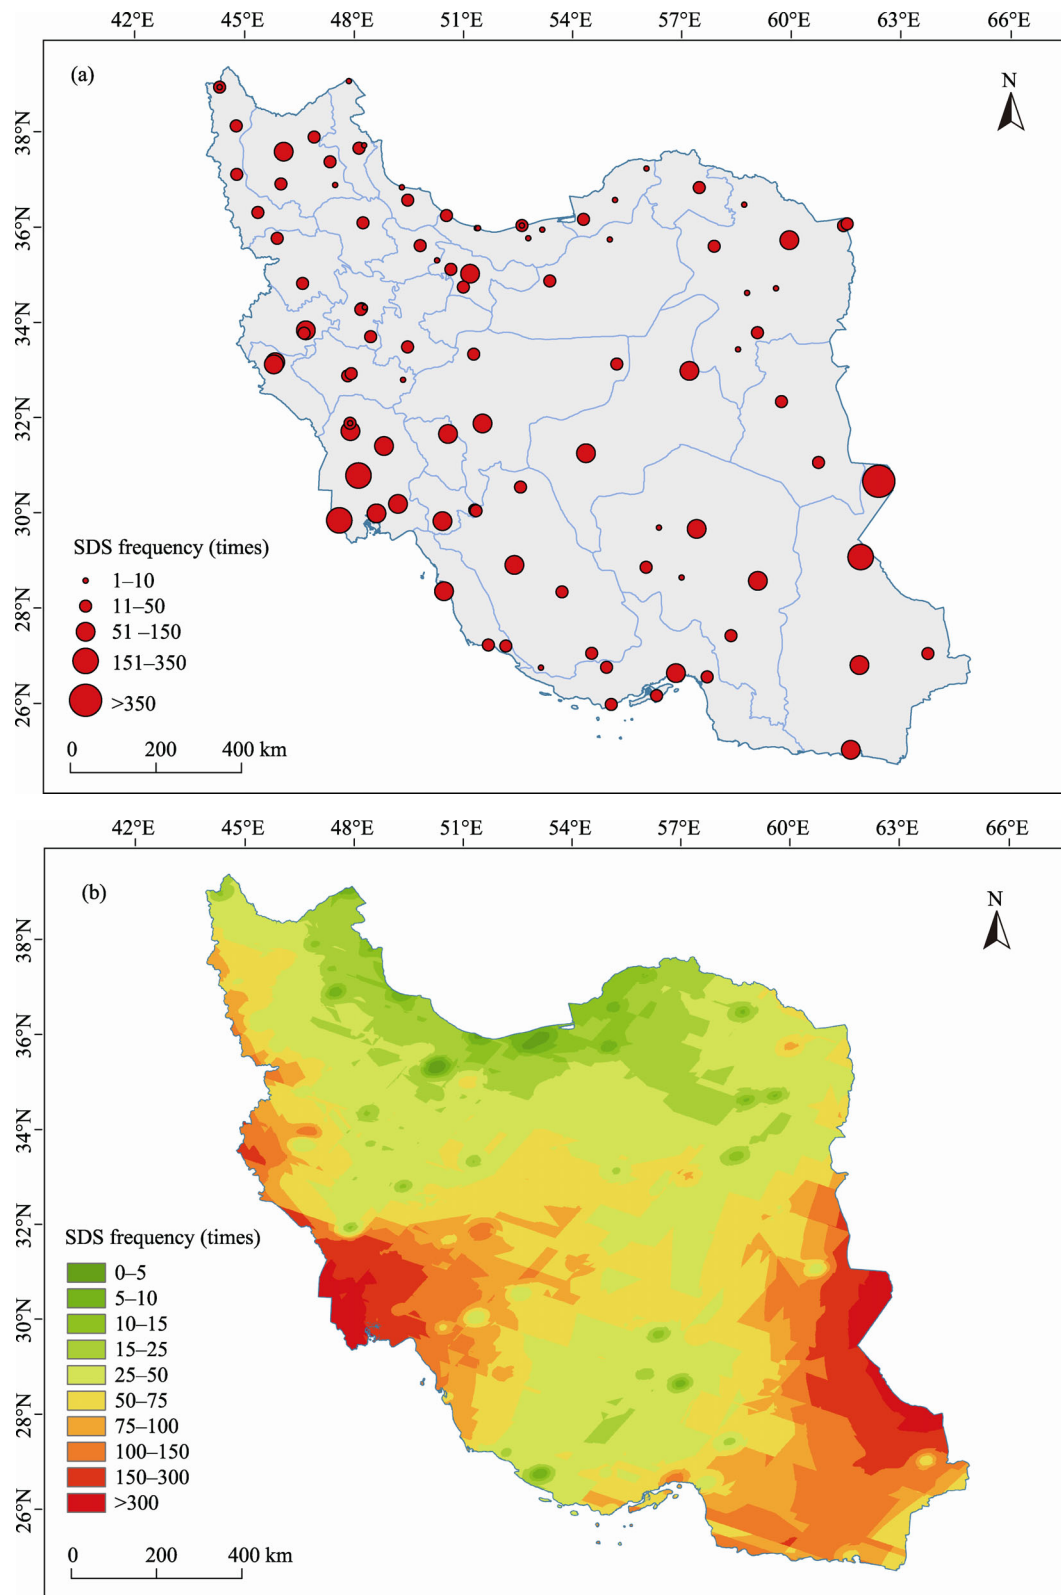 42°E 45°E 48°E 51°E 54°E 57°E 60°E 63°E 66°E
(a)
N
38°N
36°N
34°N
32°N
30°N
28°N
26°N
SDS frequency (times)
1–10
11–50
51 –150
151–350
>350
0 200 400 km
42°E 45°E 48°E 51°E 54°E 57°E 60°E 63°E 66°E
(b)
N
38°N
36°N
34°N
32°N
30°N
28°N
26°N
SDS frequency (times)
0–5
5–10
10–15
15–25
25–50
50–75
75–100
100–150
150–300
>300
0 200 400 km